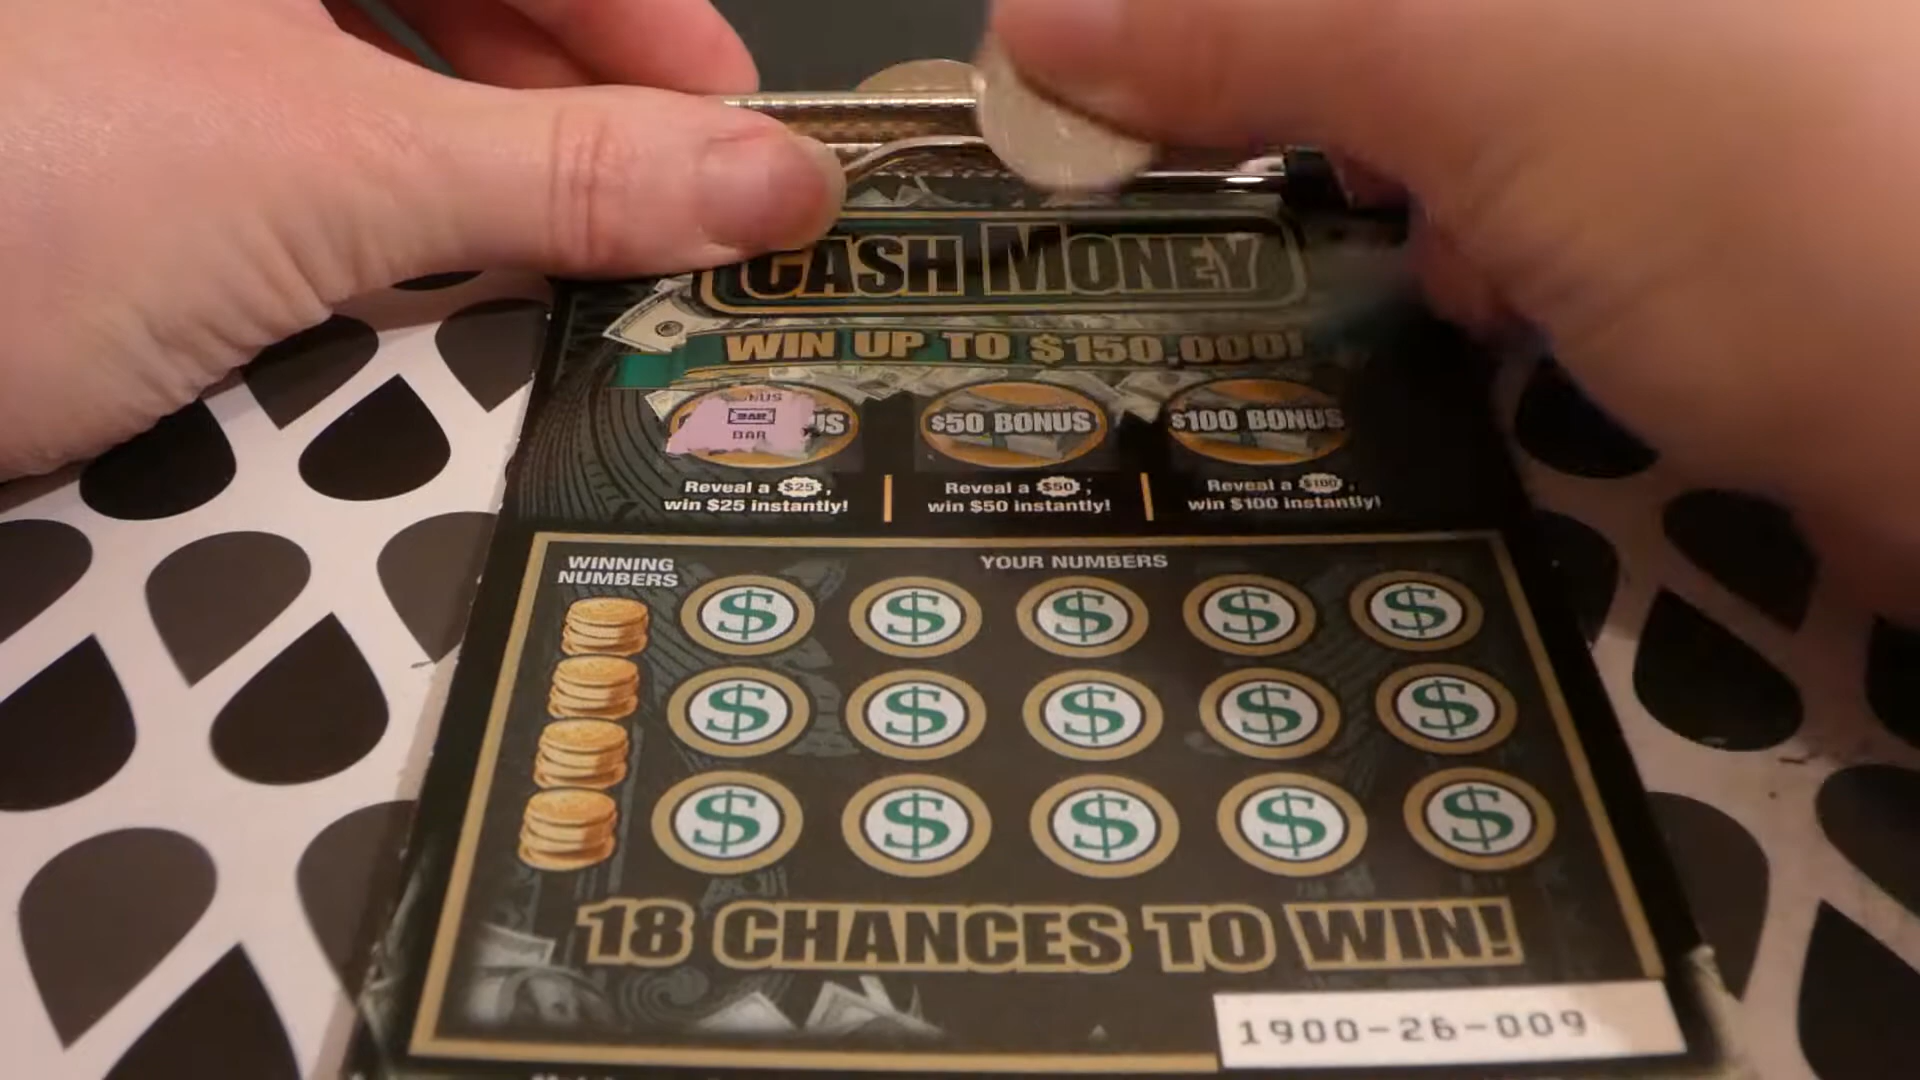 CASH MONEY
WIN UP TO $150,000!
BAR
BAR
$50 BONUS
$100 BONUS
Reveal a $25,
win $25 instantly!
Reveal a $50,
win $50 instantly!
Reveal a $100,
win $100 instantly!
WINNING
NUMBERS
YOUR NUMBERS
$ $ $ $ $
$ $ $ $ $
$ $ $ $ $
18 CHANCES TO WIN!
1900-26-009